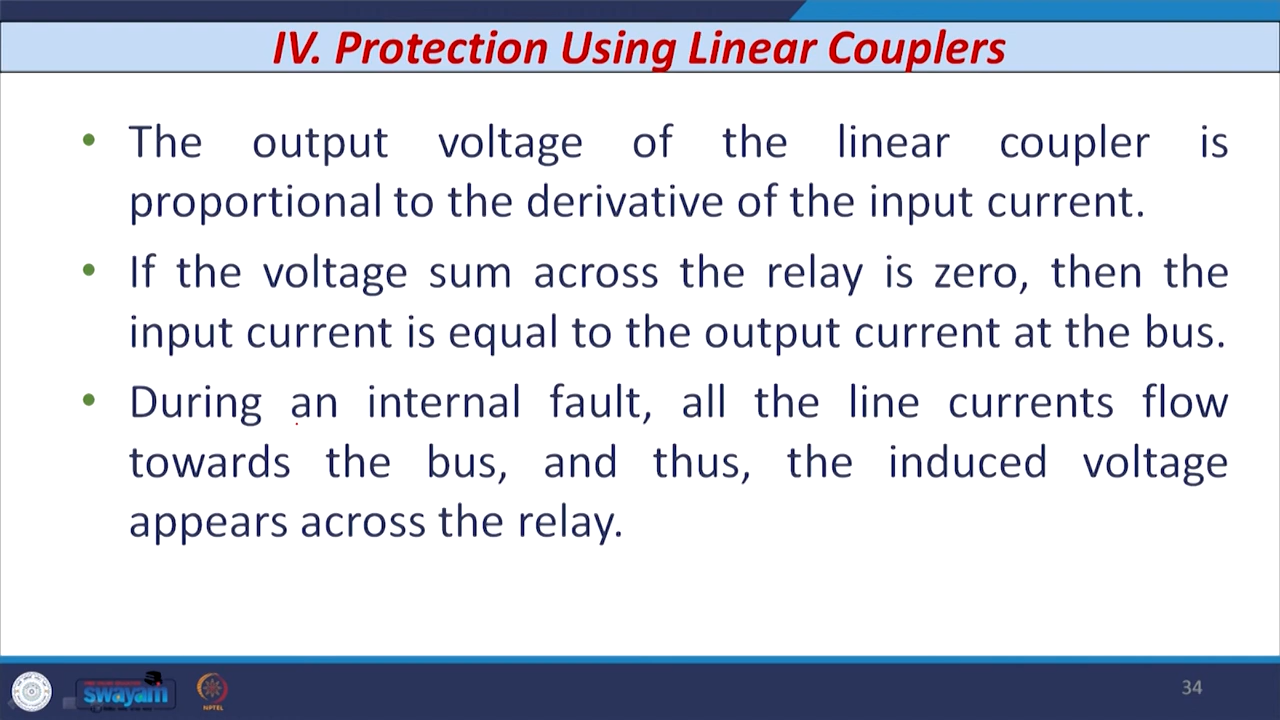 IV. Protection Using Linear Couplers
• The output voltage of the linear coupler is
proportional to the derivative of the input current.
• If the voltage sum across the relay is zero, then the
input current is equal to the output current at the bus.
• During an internal fault, all the line currents flow
towards the bus, and thus, the induced voltage
appears across the relay.
swayam
NPTEL
34